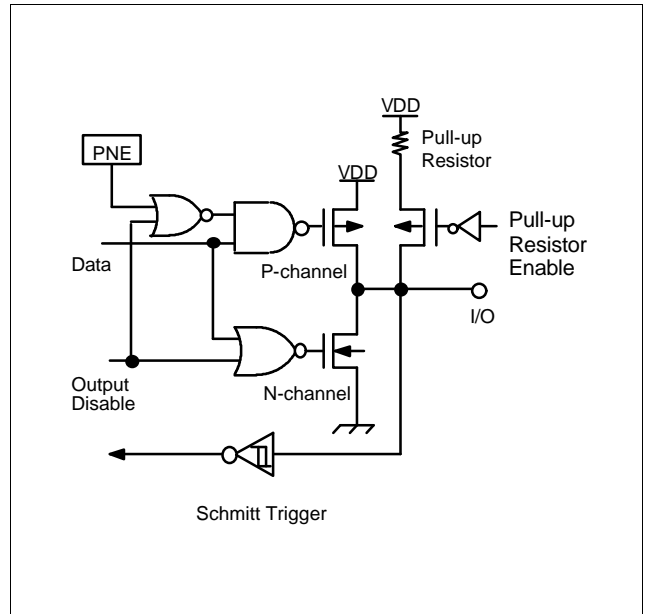 VDD
Pull-up
Resistor
PNE
VDD
Pull-up
Resistor
Enable
Data
P-channel
I/O
Output
Disable
N-channel
Schmitt Trigger